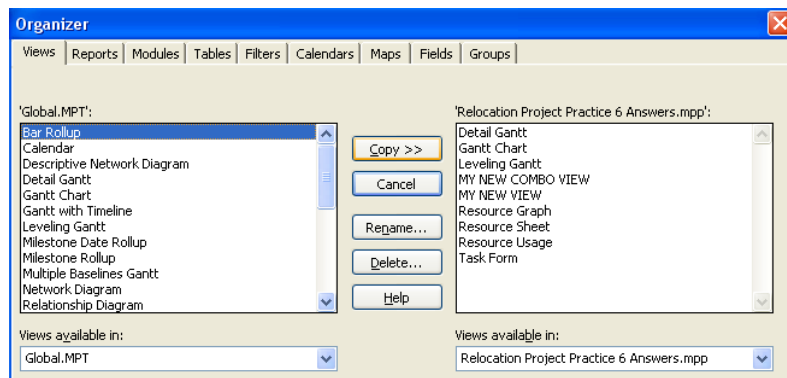 Organizer
Views Reports Modules Tables Filters Calendars Maps Fields Groups
'Global.MPT':
Bar Rollup
Calendar
Descriptive Network Diagram
Detail Gantt
Gantt Chart
Gantt with Timeline
Leveling Gantt
Milestone Date Rollup
Milestone Rollup
Multiple Baselines Gantt
Network Diagram
Relationship Diagram
Copy >>
Cancel
Rename...
Delete...
Help
'Relocation Project Practice 6 Answers.mpp':
Detail Gantt
Gantt Chart
Leveling Gantt
MY NEW COMBO VIEW
MY NEW VIEW
Resource Graph
Resource Sheet
Resource Usage
Task Form
Views available in:
Global.MPT
Views available in:
Relocation Project Practice 6 Answers.mpp